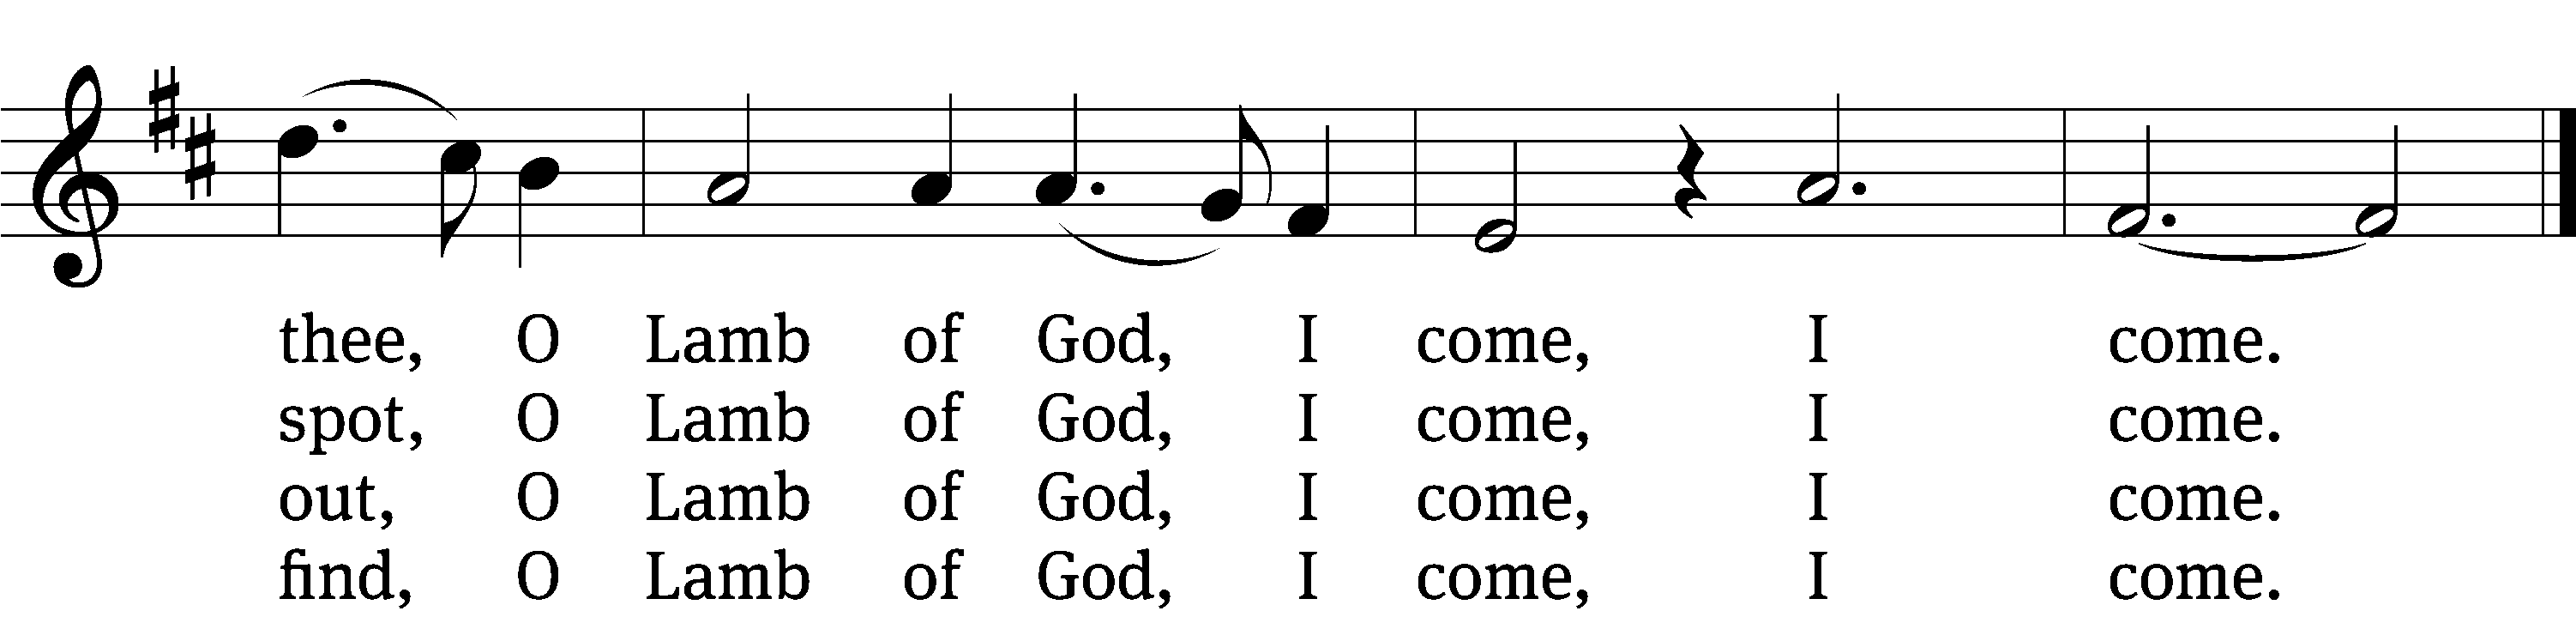 thee, O Lamb of God, I come, I come.
spot, O Lamb of God, I come, I come.
out, O Lamb of God, I come, I come.
find, O Lamb of God, I come, I come.